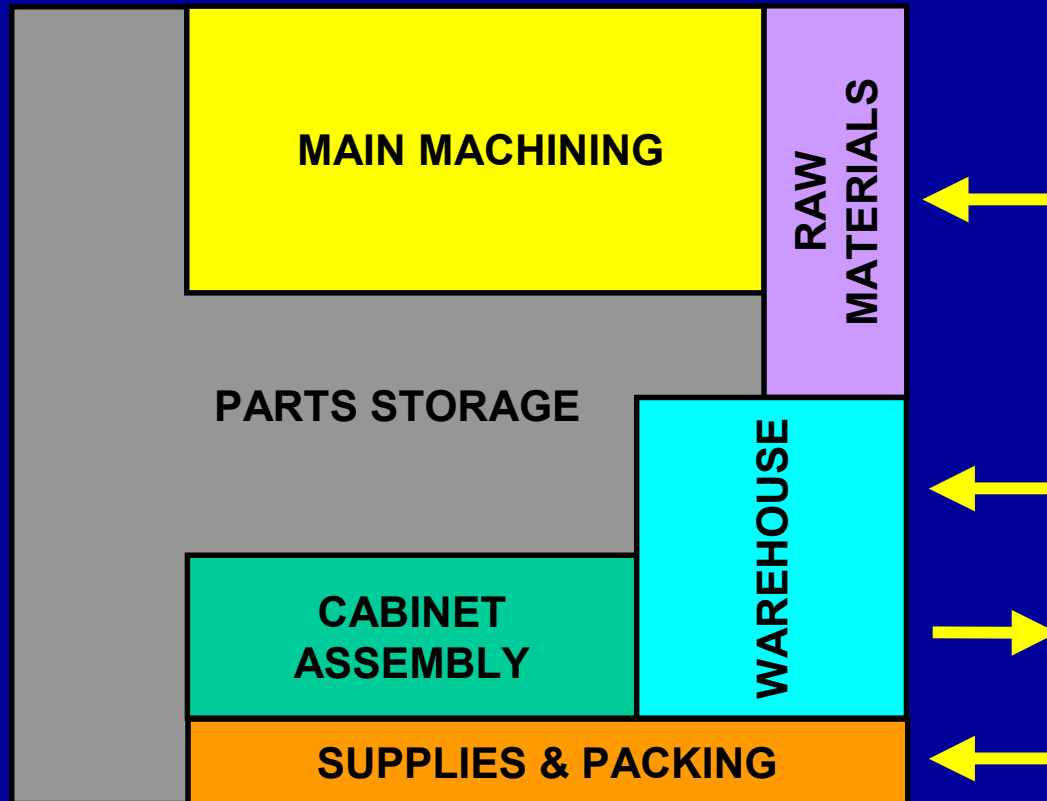 MAIN MACHINING
RAW
MATERIALS
PARTS STORAGE
WAREHOUSE
CABINET
ASSEMBLY
SUPPLIES & PACKING